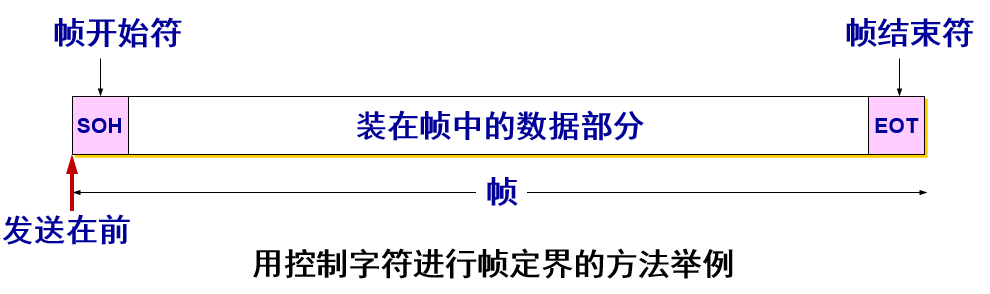 帧开始符
帧结束符
SOH
装在帧中的数据部分
EOT
帧
发送在前
用控制字符进行帧定界的方法举例